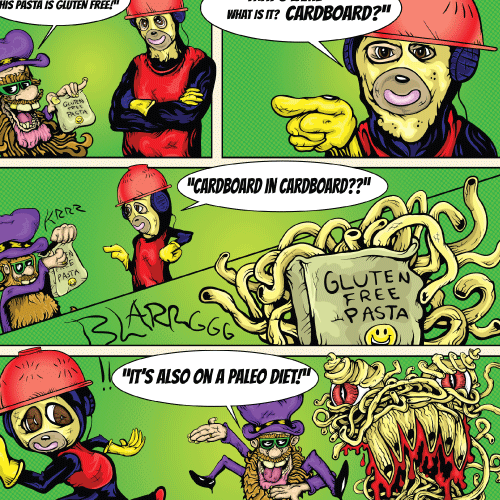 HIS PASTA IS GLUTEN FREE!"
GLUTEN
FREE
PASTA
WHAT IS IT? CARDBOARD?"
"CARDBOARD IN CARDBOARD??"
KRRR
FREE
PASTA
BLARRGGG
GLUTEN
FREE
PASTA
!!
"IT'S ALSO ON A PALEO DIET!"